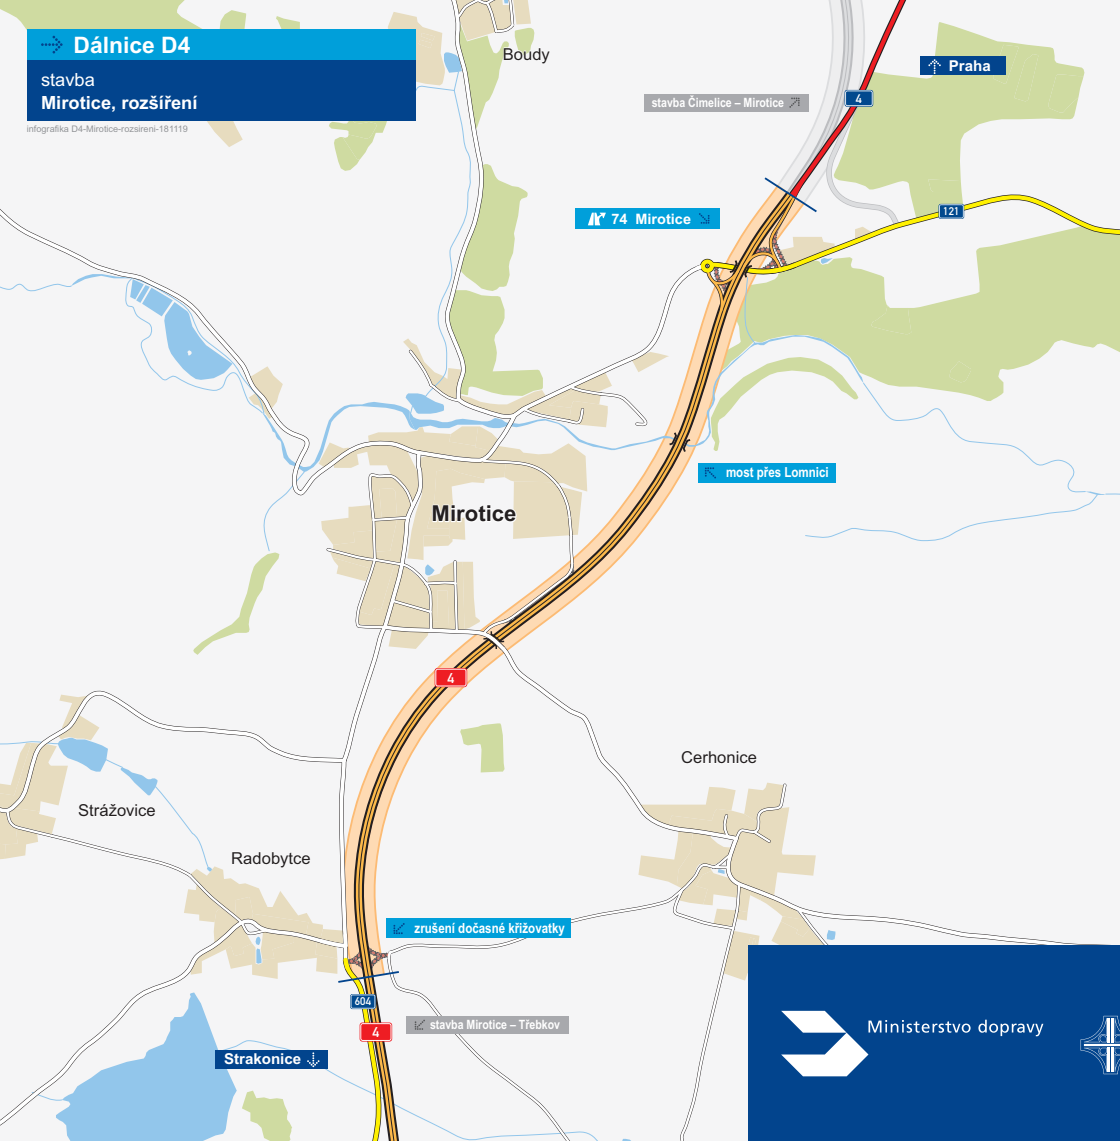 Dálnice D4
stavba
Mirotice, rozšíření
infografika D4-Mirotice-rozsireni-181119
Boudy
Praha
stavba Čimelice – Mirotice
4
74 Mirotice
121
most přes Lomnici
Mirotice
4
Cerhonice
Strážovice
Radobytce
zrušení dočasné křižovatky
604
stavba Mirotice – Třebkov
4
Strakonice
Ministerstvo dopravy